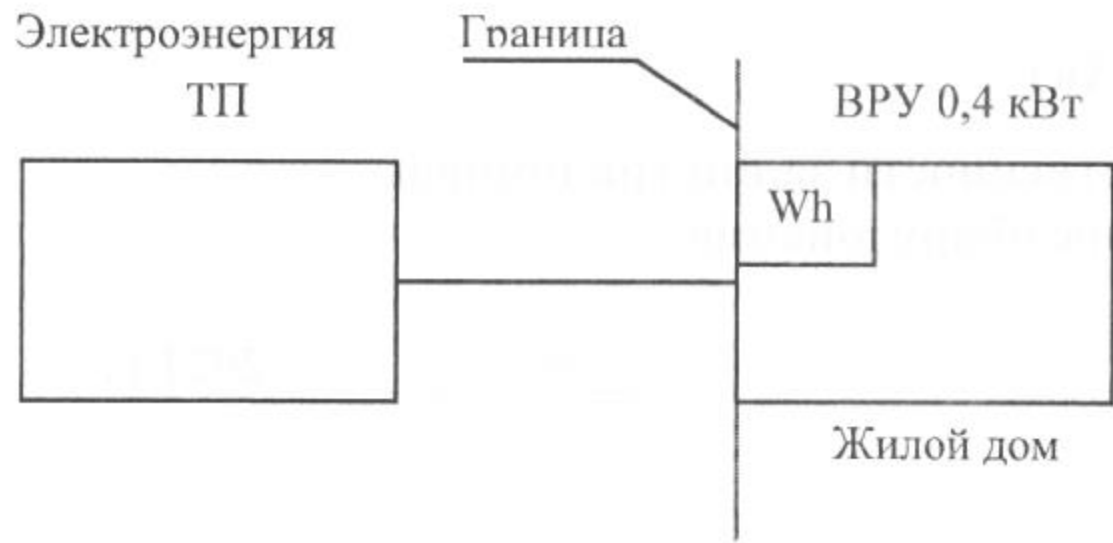 Электроэнергия
Граница
ТП
ВРУ 0,4 кВт
Wh
Жилой дом